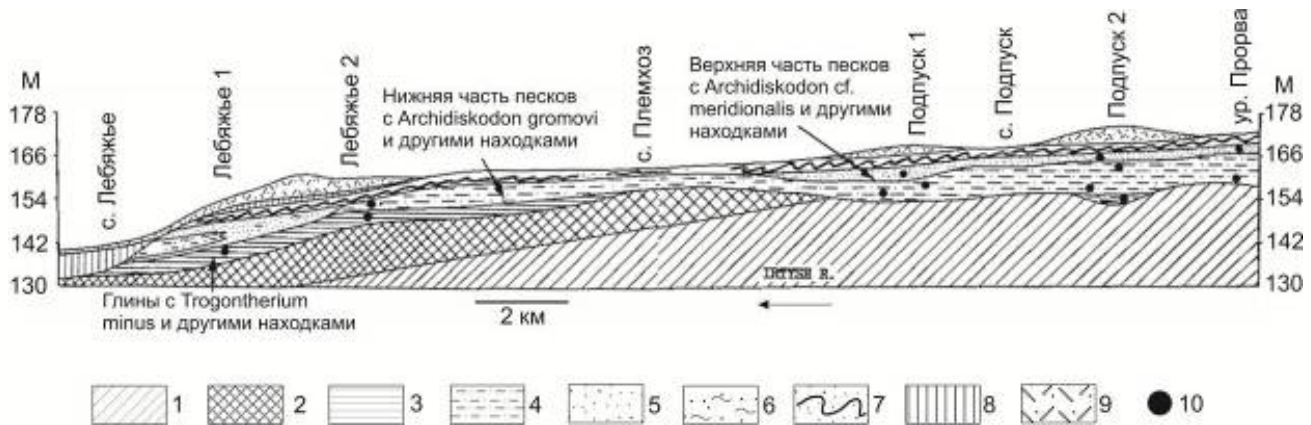 М
178
166
154
142
130
с. Лебяжье
Лебяжье 1
Лебяжье 2
Нижняя часть песков
с Archidiskodon gromovi
и другими находками
с. Племхоз
Верхняя часть песков
с Archidiskodon cf.
meridionalis и другими
находками
Подпуск 1
с. Подпуск
Подпуск 2
ур. Прорва
М
178
166
154
142
130
Глины с Trogontherium
minus и другими находками
2 км
IRTYSH R.
1 2 3 4 5 6 7 8 9 10